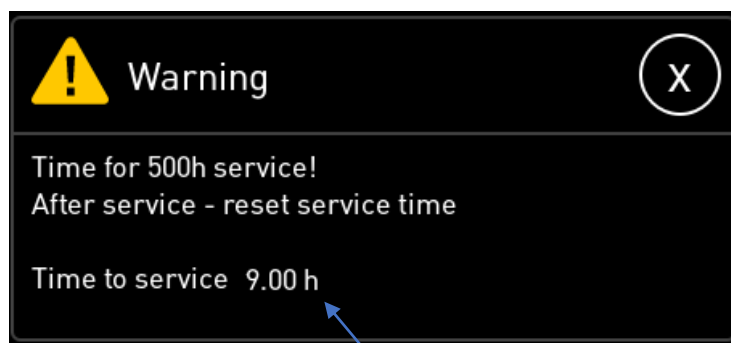 Warning
X
Time for 500h service!
After service - reset service time
Time to service 9.00 h